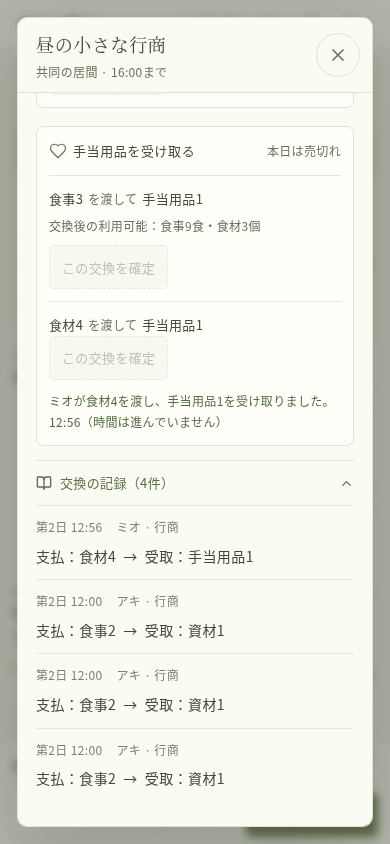 昼の小さな行商
共同の居間 · 16:00まで
手当用品を受け取る 本日は売切れ
食事3 を渡して 手当用品1
交換後の利用可能：食事9食・食材3個
この交換を確定
食材4 を渡して 手当用品1
この交換を確定
ミオが食材4を渡し、手当用品1を受け取りました。
12:56（時間は進んでいません）
交換の記録（4件）
第2日 12:56 ミオ · 行商
支払：食材4 → 受取：手当用品1
第2日 12:00 アキ · 行商
支払：食事2 → 受取：資材1
第2日 12:00 アキ · 行商
支払：食事2 → 受取：資材1
第2日 12:00 アキ · 行商
支払：食事2 → 受取：資材1